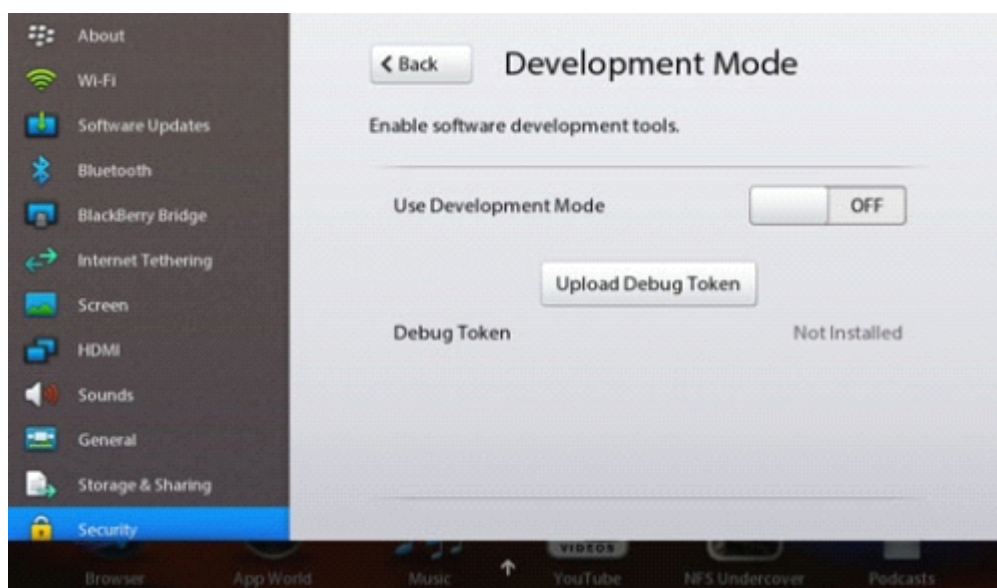 About
Wi-Fi
Software Updates
Bluetooth
BlackBerry Bridge
Internet Tethering
Screen
HDMI
Sounds
General
Storage & Sharing
Security
Back
Development Mode
Enable software development tools.
Use Development Mode
OFF
Upload Debug Token
Debug Token
Not Installed
VIDEOS
Browser
App World
Music
YouTube
NFS Undercover
Podcasts